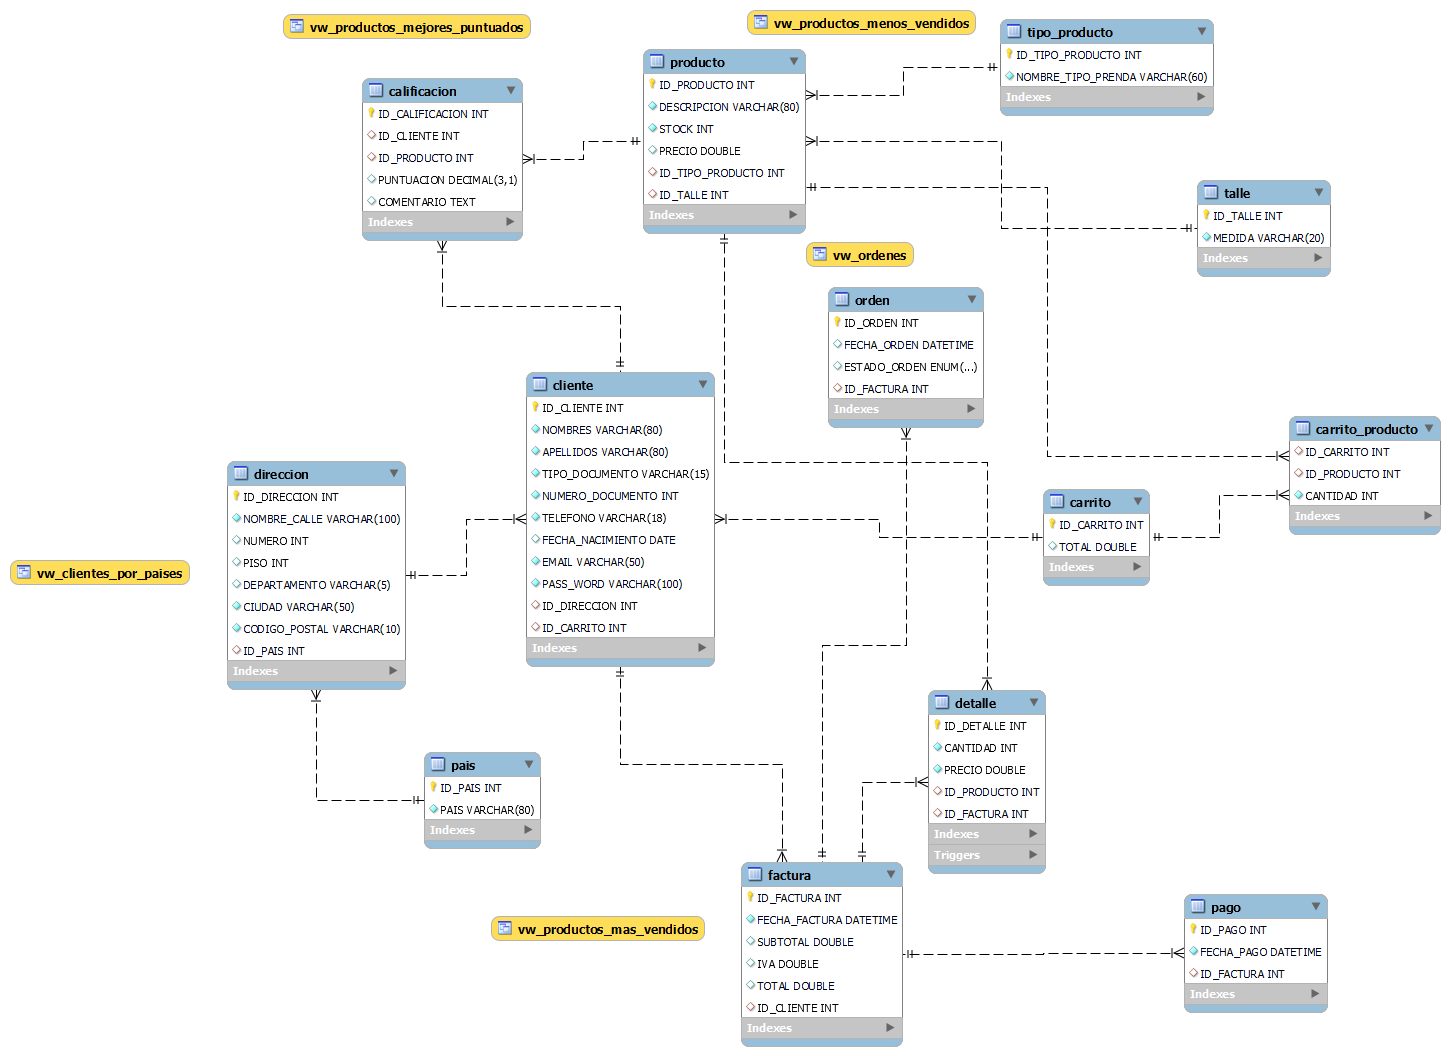 vw_productos_mejores_puntuados
vw_productos_menos_vendidos
tipo_producto
ID_TIPO_PRODUCTO INT
NOMBRE_TIPO_PRENDA VARCHAR(60)
Indexes
producto
ID_PRODUCTO INT
DESCRIPCION VARCHAR(80)
STOCK INT
PRECIO DOUBLE
ID_TIPO_PRODUCTO INT
ID_TALLE INT
Indexes
calificacion
ID_CALIFICACION INT
ID_CLIENTE INT
ID_PRODUCTO INT
PUNTUACION DECIMAL(3,1)
COMENTARIO TEXT
Indexes
talle
ID_TALLE INT
MEDIDA VARCHAR(20)
Indexes
vw_ordenes
orden
ID_ORDEN INT
FECHA_ORDEN DATETIME
ESTADO_ORDEN ENUM(...)
ID_FACTURA INT
Indexes
cliente
ID_CLIENTE INT
NOMBRES VARCHAR(80)
APELLIDOS VARCHAR(80)
TIPO_DOCUMENTO VARCHAR(15)
NUMERO_DOCUMENTO INT
TELEFONO VARCHAR(18)
FECHA_NACIMIENTO DATE
EMAIL VARCHAR(50)
PASS_WORD VARCHAR(100)
ID_DIRECCION INT
ID_CARRITO INT
Indexes
carrito_producto
ID_CARRITO INT
ID_PRODUCTO INT
CANTIDAD INT
Indexes
direccion
ID_DIRECCION INT
NOMBRE_CALLE VARCHAR(100)
NUMERO INT
PISO INT
DEPARTAMENTO VARCHAR(5)
CIUDAD VARCHAR(50)
CODIGO_POSTAL VARCHAR(10)
ID_PAIS INT
Indexes
carrito
ID_CARRITO INT
TOTAL DOUBLE
Indexes
vw_clientes_por_paises
detalle
ID_DETALLE INT
CANTIDAD INT
PRECIO DOUBLE
ID_PRODUCTO INT
ID_FACTURA INT
Indexes
Triggers
pais
ID_PAIS INT
PAIS VARCHAR(80)
Indexes
factura
ID_FACTURA INT
FECHA_FACTURA DATETIME
SUBTOTAL DOUBLE
IVA DOUBLE
TOTAL DOUBLE
ID_CLIENTE INT
Indexes
vw_productos_mas_vendidos
pago
ID_PAGO INT
FECHA_PAGO DATETIME
ID_FACTURA INT
Indexes